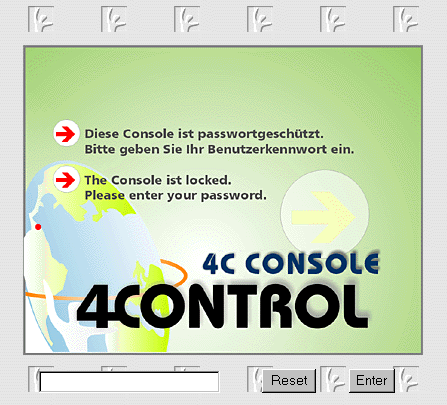 Diese Console ist passwortgeschützt.
Bitte geben Sie Ihr Benutzerkennwort ein.
The Console ist locked.
Please enter your password.
4C CONSOLE
4CONTROL
Reset Enter